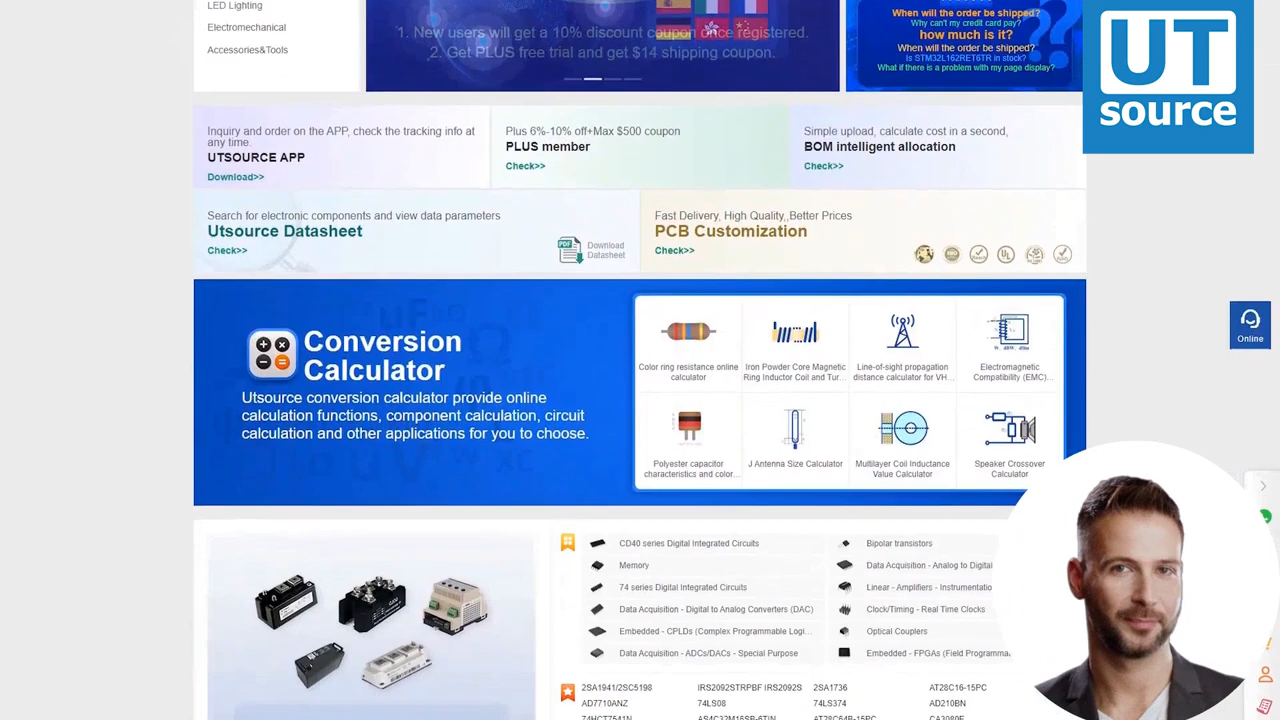 LED Lighting
Electromechanical
Accessories&Tools
1. New users will get a 10% discount coupon once registered.
2. Get PLUS free trial and get $14 shipping coupon.
When will the order be shipped?
Why can't my credit card pay?
how much is it?
When will the order be shipped?
Is STM32L162RET6TR in stock?
What if there is a problem with my page display?
UT
source
Inquiry and order on the APP, check the tracking info at
any time.
UTSOURCE APP
Download>>
Plus 6%-10% off+Max $500 coupon
PLUS member
Check>>
Simple upload, calculate cost in a second,
BOM intelligent allocation
Check>>
Search for electronic components and view data parameters
Utsource Datasheet
Check>>
PDF
Download
Datasheet
Fast Delivery, High Quality,,Better Prices
PCB Customization
Check>>
UL
Online
Conversion
Calculator
Utsource conversion calculator provide online
calculation functions, component calculation, circuit
calculation and other applications for you to choose.
Color ring resistance online
calculator
Iron Powder Core Magnetic
Ring Inductor Coil and Tur...
Line-of-sight propagation
distance calculator for VH...
Electromagnetic
Compatibility (EMC)...
Polyester capacitor
characteristics and color...
J Antenna Size Calculator
Multilayer Coil Inductance
Value Calculator
Speaker Crossover
Calculator
CD40 series Digital Integrated Circuits
Bipolar transistors
Memory
Data Acquisition - Analog to Digital
74 series Digital Integrated Circuits
Linear - Amplifiers - Instrumentatio
Data Acquisition - Digital to Analog Converters (DAC)
Clock/Timing - Real Time Clocks
Embedded - CPLDs (Complex Programmable Logi...
Optical Couplers
Data Acquisition - ADCs/DACs - Special Purpose
Embedded - FPGAs (Field Programma
2SA1941/2SC5198
IRS2092STRPBF IRS2092S
2SA1736
AT28C16-15PC
AD7710ANZ
74LS08
74LS374
AD210BN
74HCT7541N
AS4C32M16SB-6TIN
AT28C64B-15PC
CA3080E